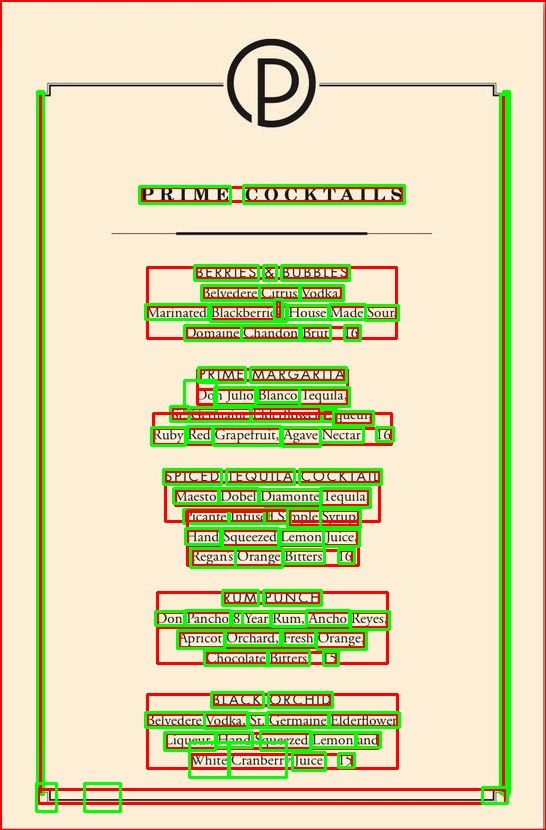 P
PRIME COCKTAILS
BERRIES & BUBBLES
Belvedere Citrus Vodka,
Marinated Blackberries, House Made Sour,
Domaine Chandon Brut 16
PRIME MARGARITA
Don Julio Blanco Tequila,
St. Germaine Elderflower Liqueur,
Ruby Red Grapefruit, Agave Nectar 16
SPICED TEQUILA COCKTAIL
Maesto Dobel Diamonte Tequila,
Picante Infused Simple Syrup,
Hand Squeezed Lemon Juice,
Regans Orange Bitters 16
RUM PUNCH
Don Pancho 8 Year Rum, Ancho Reyes,
Apricot Orchard, Fresh Orange,
Chocolate Bitters 15
BLACK ORCHID
Belvedere Vodka, St. Germaine Elderflower
Liqueur, Hand Squeezed Lemon and
White Cranberry Juice 15